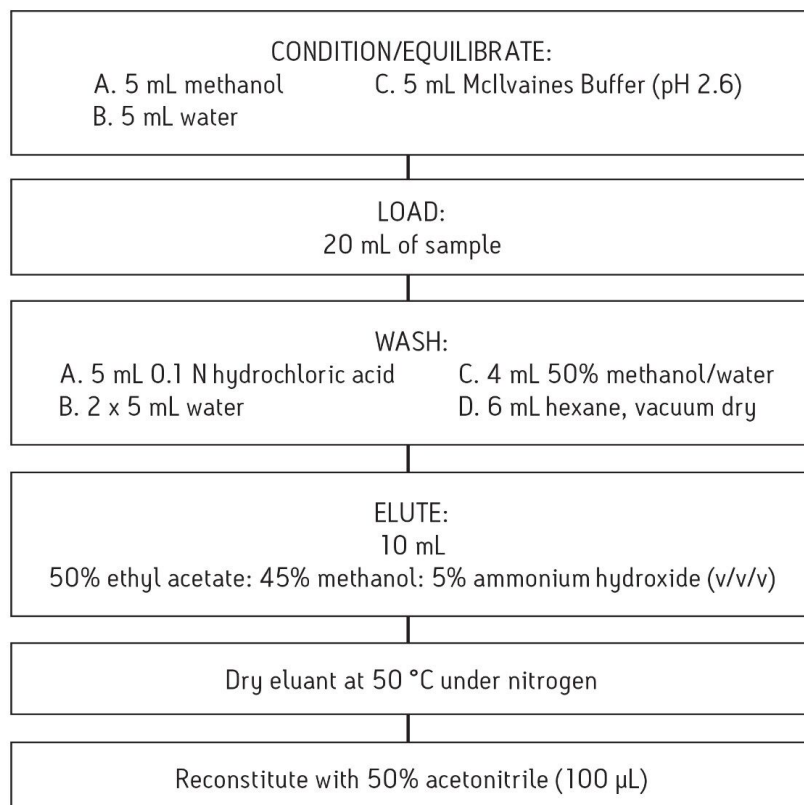 CONDITION/EQUILIBRATE:
A. 5 mL methanol
B. 5 mL water
C. 5 mL McIlvaines Buffer (pH 2.6)
LOAD:
20 mL of sample
WASH:
A. 5 mL 0.1 N hydrochloric acid
B. 2 x 5 mL water
C. 4 mL 50% methanol/water
D. 6 mL hexane, vacuum dry
ELUTE:
10 mL
50% ethyl acetate: 45% methanol: 5% ammonium hydroxide (v/v/v)
Dry eluant at 50 °C under nitrogen
Reconstitute with 50% acetonitrile (100 µL)